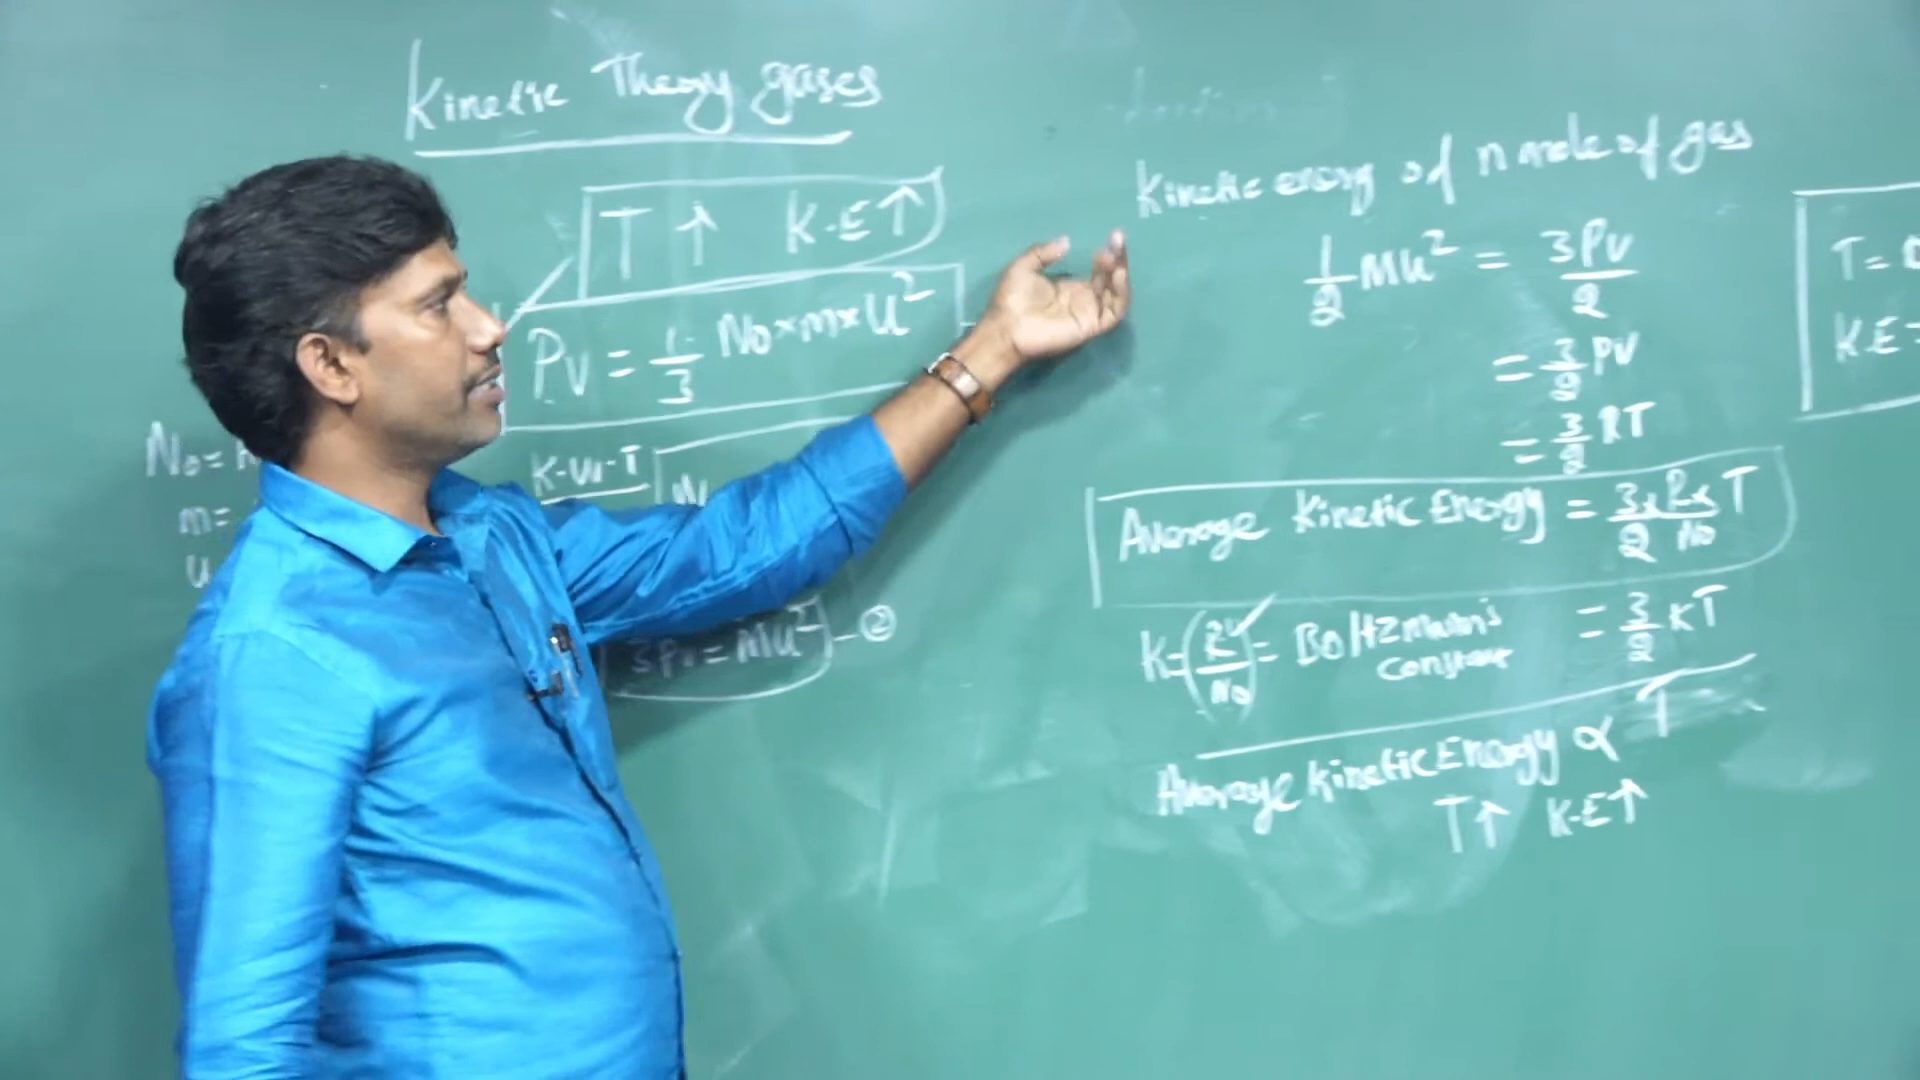 Kinetic Theory gases
T ↑ K·E ↑
PV = 1/3 No×m×u²
No =
m =
u
K·W·T
3PV = Mu² - ②
Kinetic energy of n mole of gas
1/2 Mu² = 3PV/2
= 3/2 PV
= 3/2 RT
Average Kinetic Energy = 3/2 × R/No × T
K = (R/No) = Boltzmann's constant = 3/2 KT
Average Kinetic Energy ∝ T
T↑ K·E↑
T =
K.E =